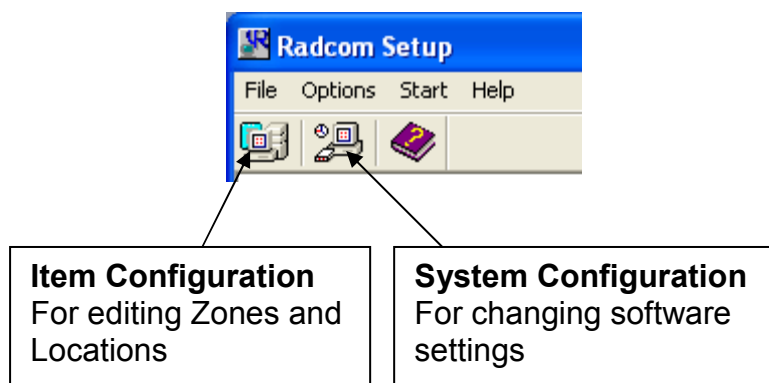 Radcom Setup
File Options Start Help
Item Configuration
For editing Zones and
Locations
System Configuration
For changing software
settings